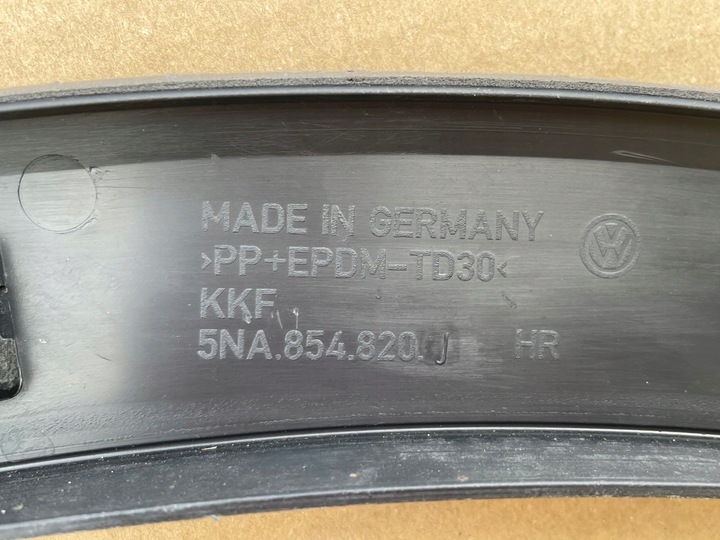 MADE IN GERMANY
>PP+EPDM-TD30<
KKF
5NA.854.820. J HR